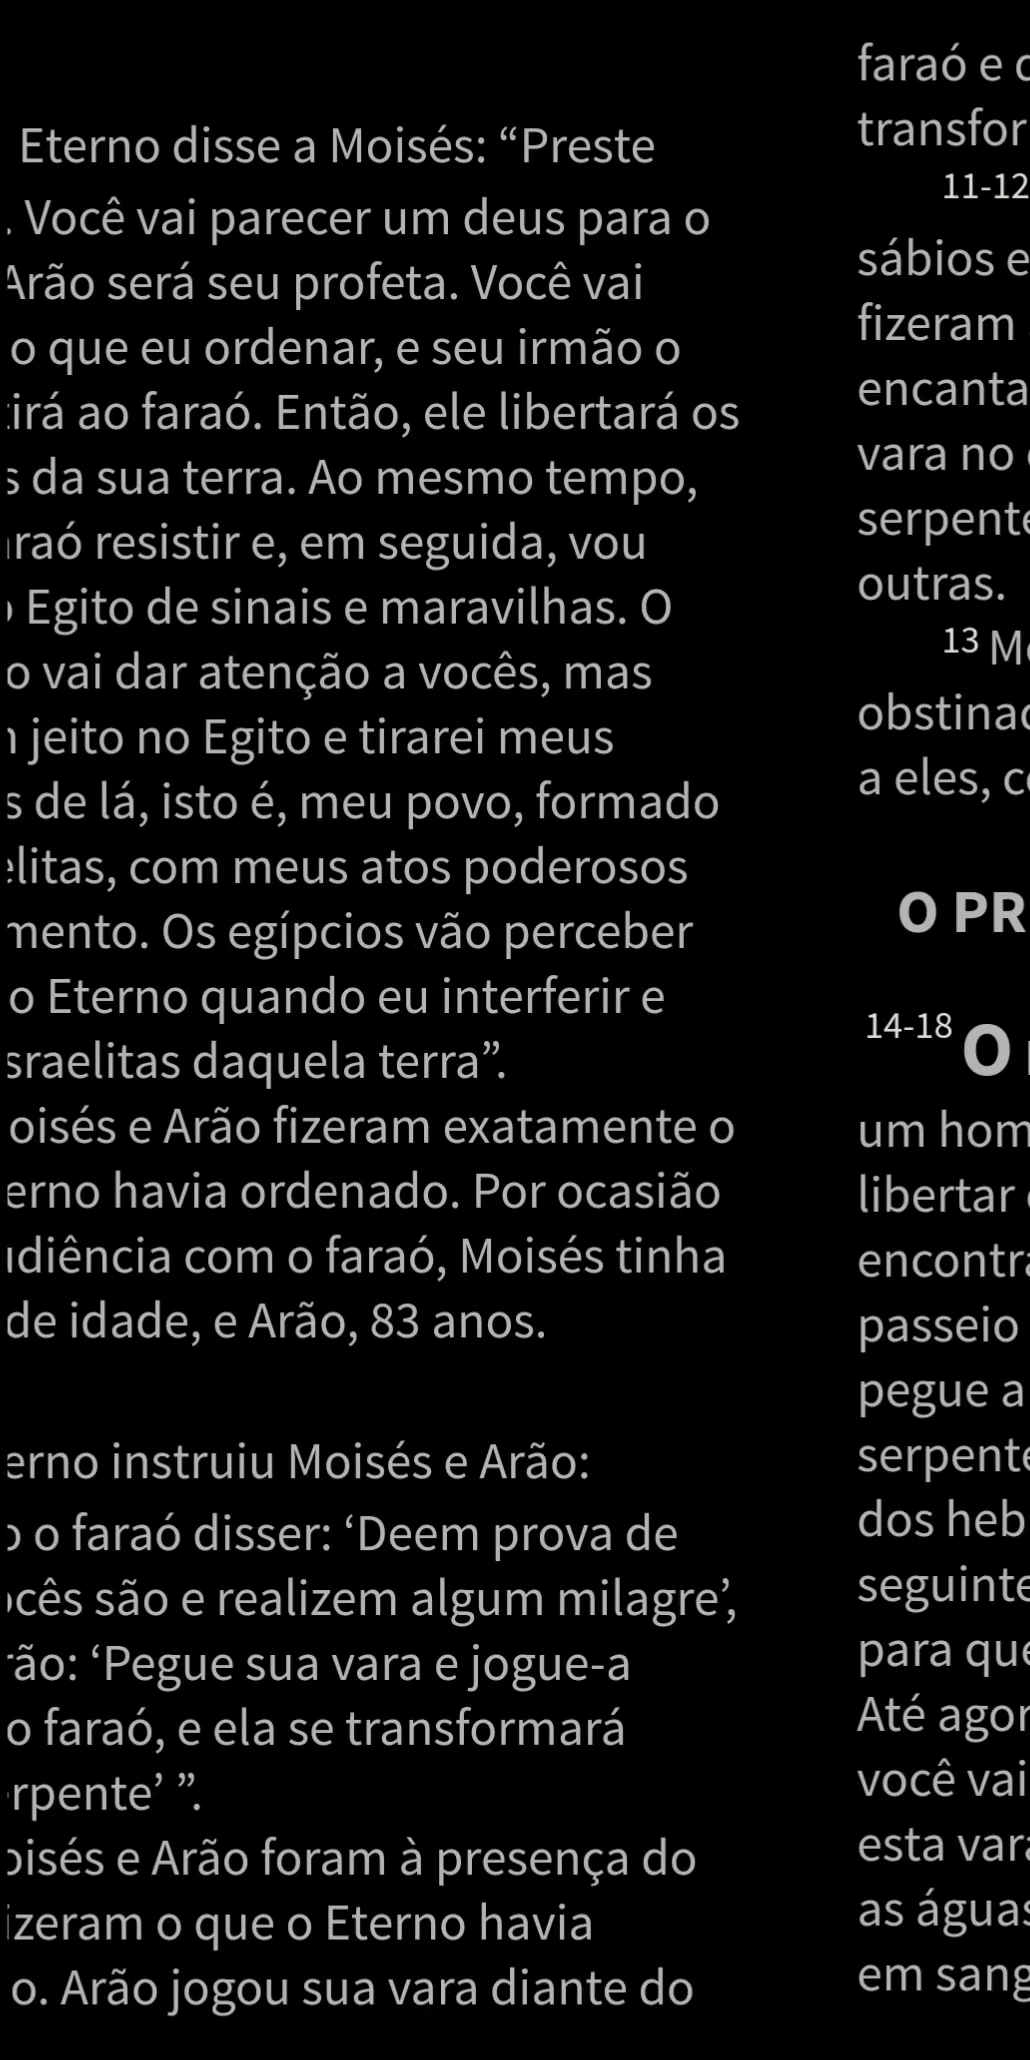 Eterno disse a Moisés: “Preste
. Você vai parecer um deus para o
Arão será seu profeta. Você vai
o que eu ordenar, e seu irmão o
tirá ao faraó. Então, ele libertará os
s da sua terra. Ao mesmo tempo,
araó resistir e, em seguida, vou
o Egito de sinais e maravilhas. O
o vai dar atenção a vocês, mas
jeito no Egito e tirarei meus
s de lá, isto é, meu povo, formado
elitas, com meus atos poderosos
mento. Os egípcios vão perceber
o Eterno quando eu interferir e
sraelitas daquela terra”.
oisés e Arão fizeram exatamente o
erno havia ordenado. Por ocasião
udiência com o faraó, Moisés tinha
de idade, e Arão, 83 anos.
erno instruiu Moisés e Arão:
o o faraó disser: ‘Deem prova de
ocês são e realizem algum milagre’,
rão: ‘Pegue sua vara e jogue-a
o faraó, e ela se transformará
erpente’ ”.
oisés e Arão foram à presença do
izeram o que o Eterno havia
o. Arão jogou sua vara diante do
faraó e
transfor
11-12
sábios e
fizeram
encanta
vara no
serpente
outras.
13 Mo
obstinad
a eles, co
O PR
14-18 O
um hom
libertar
encontra
passeio
pegue a
serpente
dos heb
seguinte
para que
Até agor
você vai
esta vara
as águas
em sang